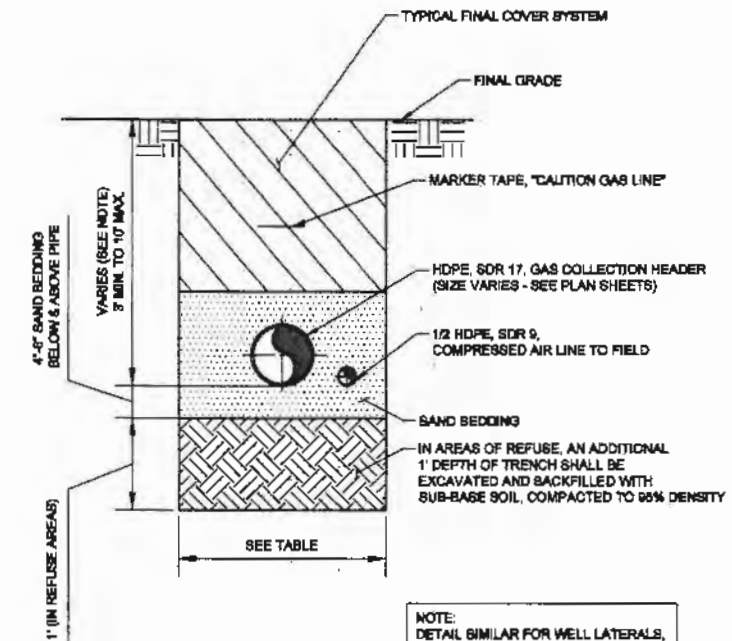 TYPICAL FINAL COVER SYSTEM
FINAL GRADE
MARKER TAPE, "CAUTION GAS LINE"
HDPE, SDR 17, GAS COLLECTION HEADER
(SIZE VARIES - SEE PLAN SHEETS)
1/2 HDPE, SDR 9,
COMPRESSED AIR LINE TO FIELD
SAND BEDDING
IN AREAS OF REFUSE, AN ADDITIONAL
1' DEPTH OF TRENCH SHALL BE
EXCAVATED AND BACKFILLED WITH
SUB-BASE SOIL, COMPACTED TO 95% DENSITY
VARIES (SEE NOTE)
3' MIN. TO 10' MAX.
4"-6" SAND BEDDING
BELOW & ABOVE PIPE
1' (IN REFUSE AREAS)
SEE TABLE
NOTE:
DETAIL SIMILAR FOR WELL LATERALS,